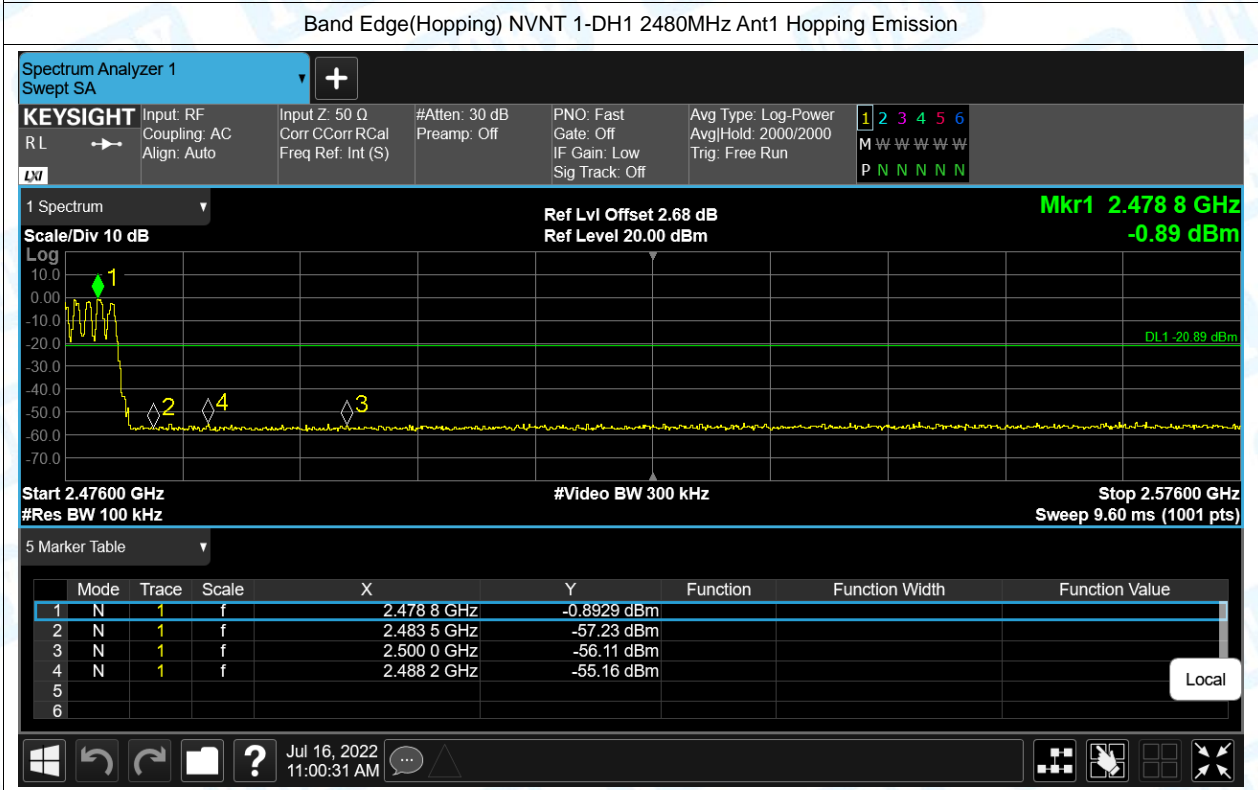 Band Edge(Hopping) NVNT 1-DH1 2480MHz Ant1 Hopping Emission
Spectrum Analyzer 1
Swept SA
KEYSIGHT
R L
LXI
Input: RF
Coupling: AC
Align: Auto
Input Z: 50 Ω
Corr CCorr RCal
Freq Ref: Int (S)
#Atten: 30 dB
Preamp: Off
PNO: Fast
Gate: Off
IF Gain: Low
Sig Track: Off
Avg Type: Log-Power
Avg|Hold: 2000/2000
Trig: Free Run
1 2 3 4 5 6
M W W W W W
P N N N N N
1 Spectrum
Scale/Div 10 dB
Ref Lvl Offset 2.68 dB
Ref Level 20.00 dBm
Mkr1 2.478 8 GHz
-0.89 dBm
Log
10.0
0.00
-10.0
-20.0
-30.0
-40.0
-50.0
-60.0
-70.0
1
2
4
3
DL1 -20.89 dBm
Start 2.47600 GHz
#Res BW 100 kHz
#Video BW 300 kHz
Stop 2.57600 GHz
Sweep 9.60 ms (1001 pts)
5 Marker Table
Mode Trace Scale X Y Function Function Width Function Value
1 N 1 f 2.478 8 GHz -0.8929 dBm
2 N 1 f 2.483 5 GHz -57.23 dBm
3 N 1 f 2.500 0 GHz -56.11 dBm
4 N 1 f 2.488 2 GHz -55.16 dBm
5
6
Local
?
Jul 16, 2022
11:00:31 AM